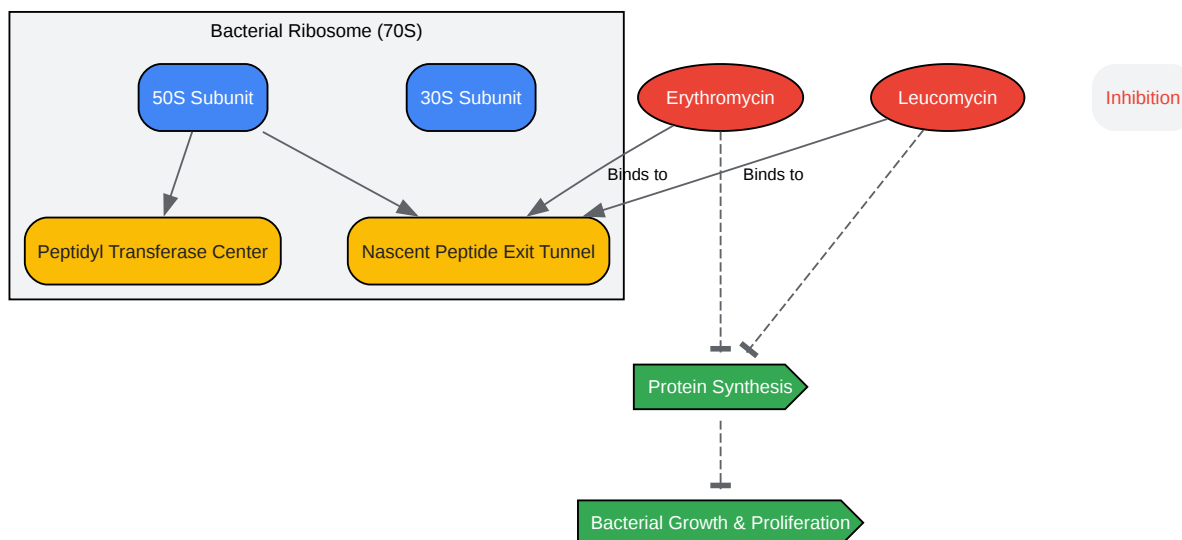 Bacterial Ribosome (70S)
50S Subunit
30S Subunit
Erythromycin
Leucomycin
Inhibition
Binds to
Binds to
Peptidyl Transferase Center
Nascent Peptide Exit Tunnel
Protein Synthesis
Bacterial Growth & Proliferation